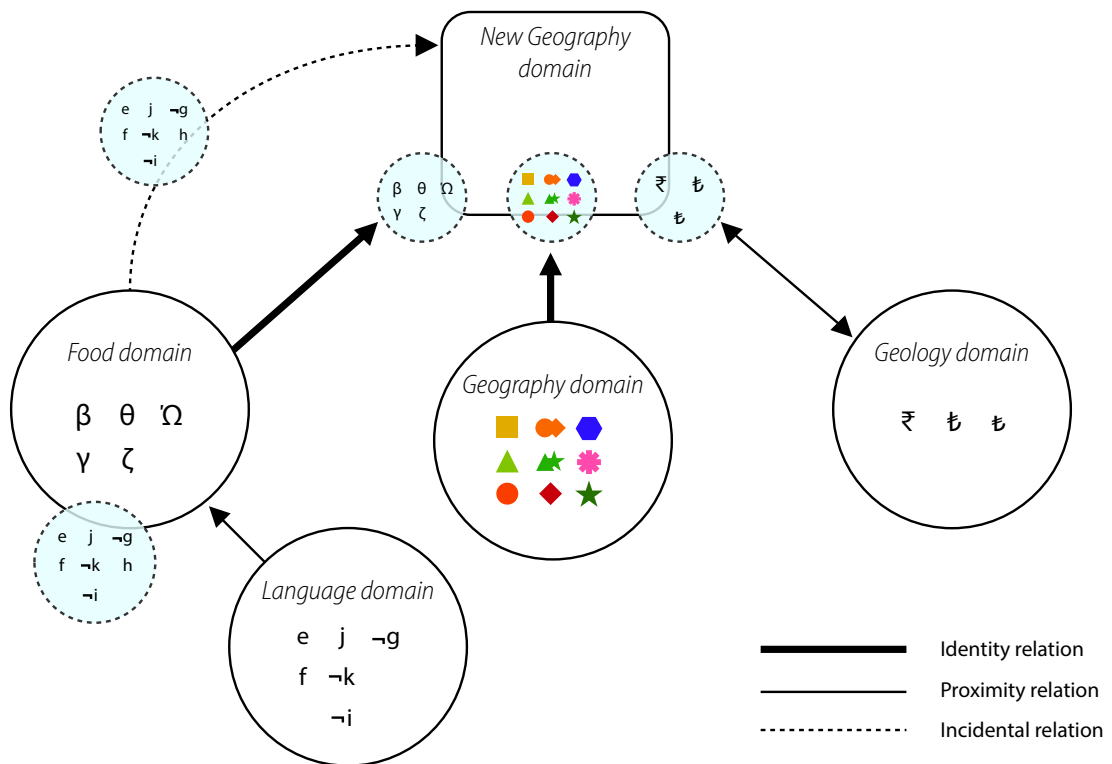 New Geography
domain
e j ¬g
f ¬k h
¬i
β θ Ώ
γ ζ
₹ ₺
₺
Food domain
β θ Ώ
γ ζ
Geography domain
Geology domain
₹ ₺ ₺
e j ¬g
f ¬k h
¬i
Language domain
e j ¬g
f ¬k
¬i
Identity relation
Proximity relation
Incidental relation